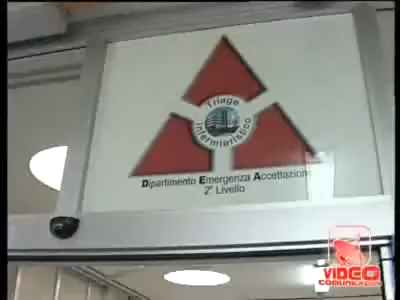 Triage
infermieristico
Dipartimento Emergenza Accettazione
2° Livello
VIDEO
COMUNICAZIONI